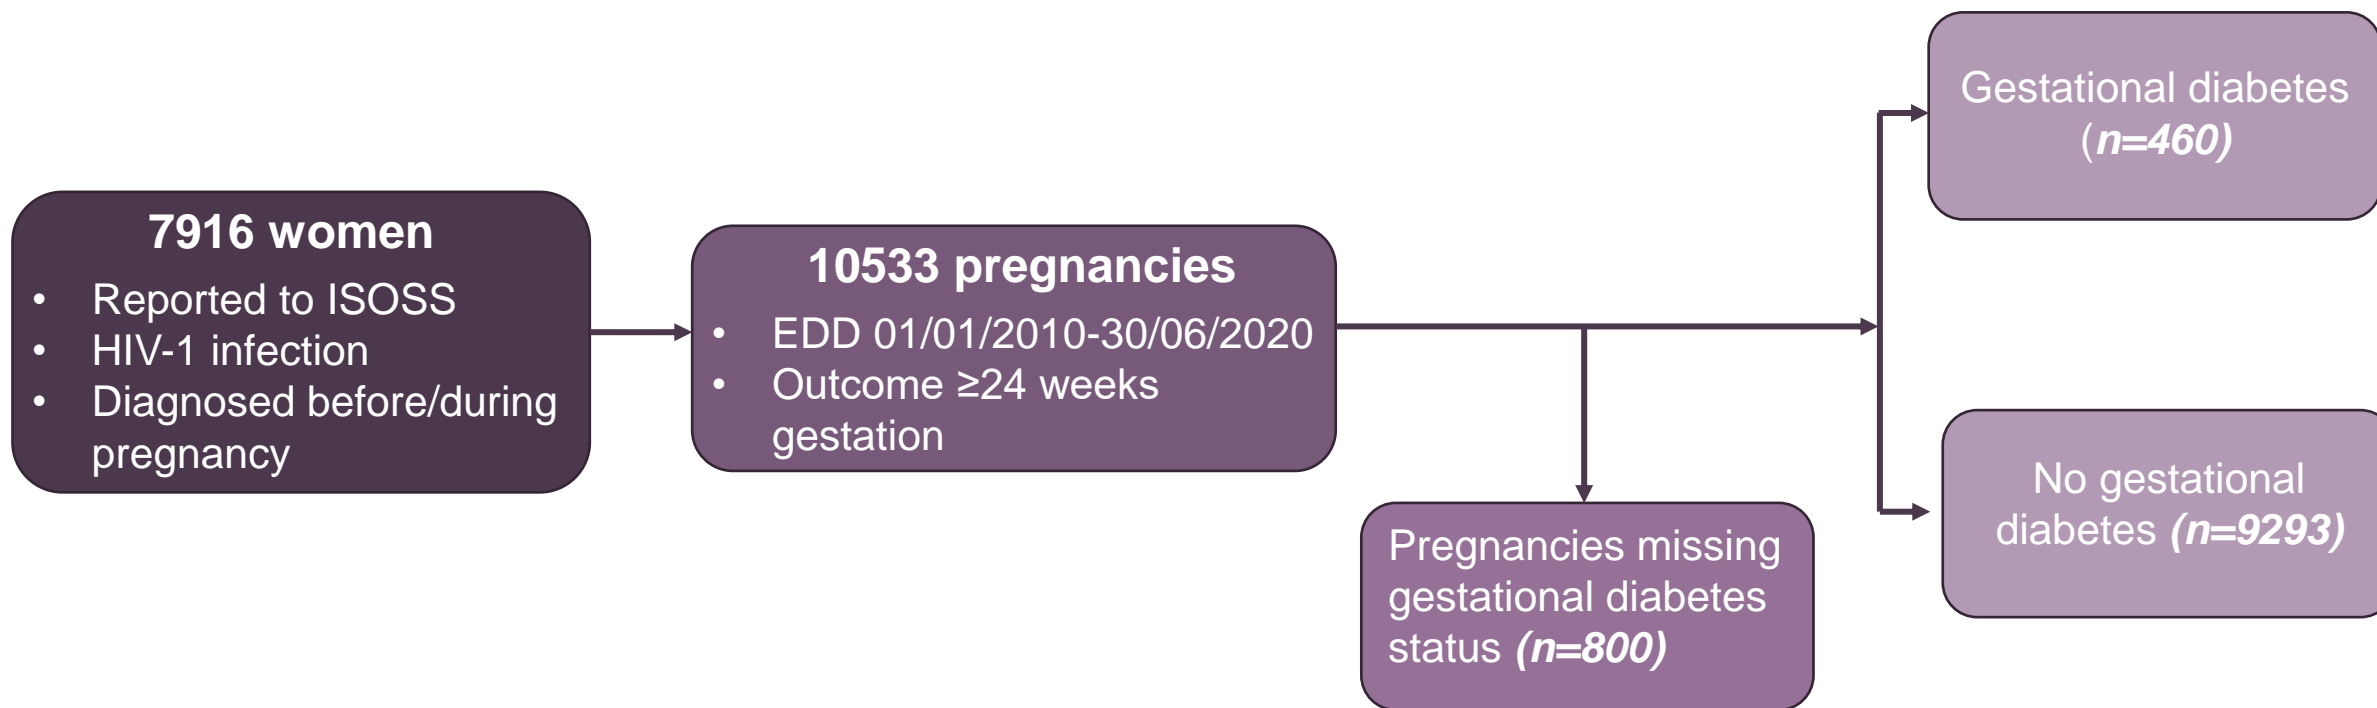 7916 women
• Reported to ISOSS
• HIV-1 infection
• Diagnosed before/during
pregnancy
10533 pregnancies
• EDD 01/01/2010-30/06/2020
• Outcome ≥24 weeks
gestation
Pregnancies missing
gestational diabetes
status (n=800)
Gestational diabetes
(n=460)
No gestational
diabetes (n=9293)